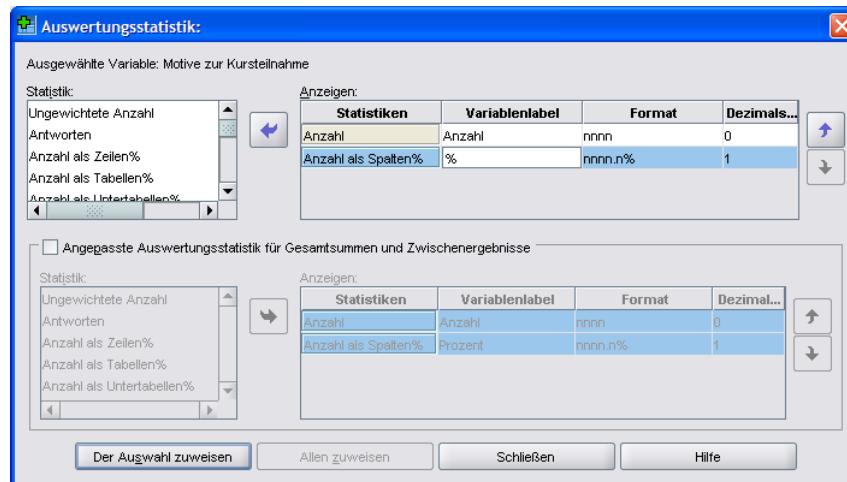 Auswertungsstatistik:
Ausgewählte Variable: Motive zur Kursteilnahme
Statistik:
Ungewichtete Anzahl
Antworten
Anzahl als Zeilen%
Anzahl als Tabellen%
Anzahl als Untertabellen%
Anzeigen:
Statistiken Variablenlabel Format Dezimals...
Anzahl Anzahl nnnn 0
Anzahl als Spalten% % nnnn.n% 1
Angepasste Auswertungsstatistik für Gesamtsummen und Zwischenergebnisse
Statistik:
Ungewichtete Anzahl
Antworten
Anzahl als Zeilen%
Anzahl als Tabellen%
Anzahl als Untertabellen%
Anzeigen:
Statistiken Variablenlabel Format Dezimal...
Anzahl Anzahl nnnn 0
Anzahl als Spalten% Prozent nnnn.n% 1
Der Auswahl zuweisen Allen zuweisen Schließen Hilfe